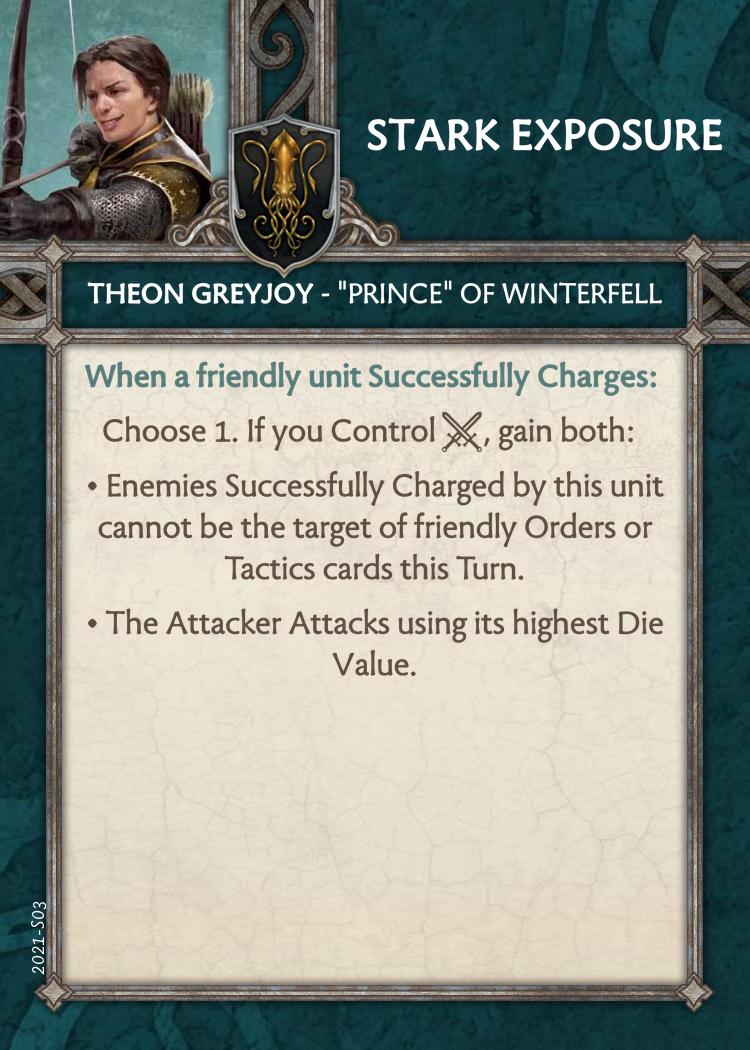 STARK EXPOSURE
THEON GREYJOY - "PRINCE" OF WINTERFELL
When a friendly unit Successfully Charges:
Choose 1. If you Control , gain both:
• Enemies Successfully Charged by this unit
cannot be the target of friendly Orders or
Tactics cards this Turn.
• The Attacker Attacks using its highest Die
Value.
2021-S03